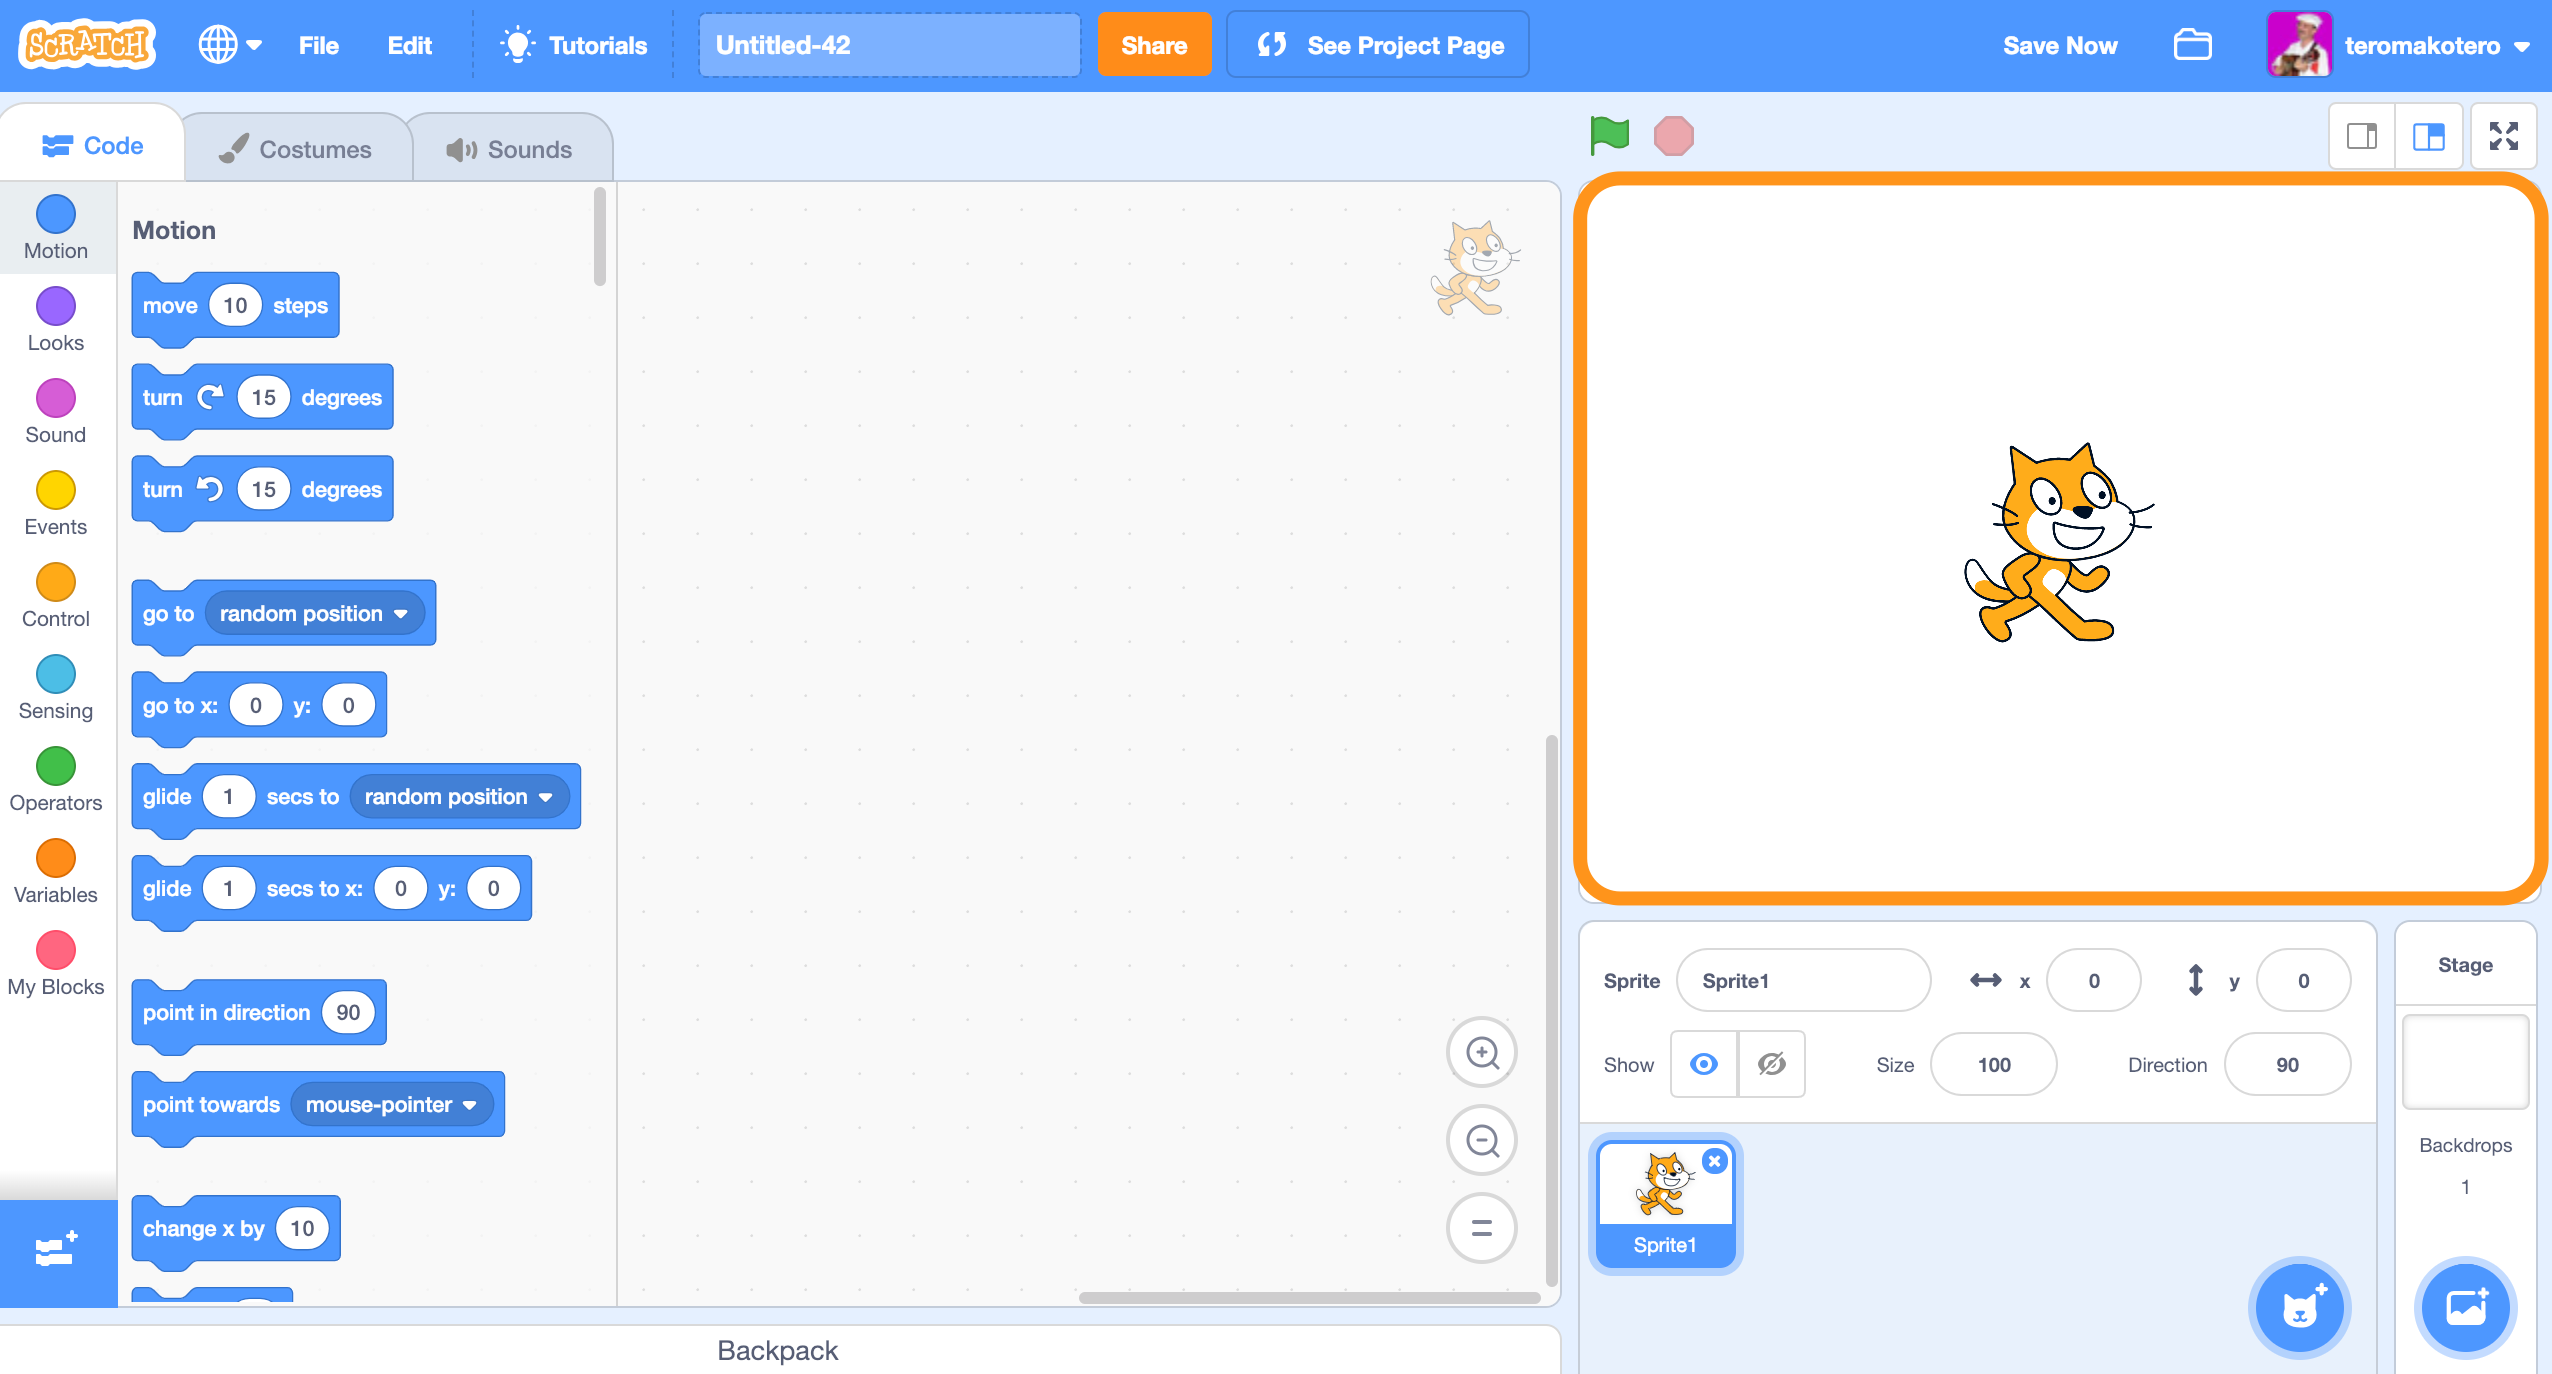 SCRATCH File Edit Tutorials Untitled-42 Share See Project Page Save Now teromakotero
Code Costumes Sounds
Motion
Looks
Sound
Events
Control
Sensing
Operators
Variables
My Blocks
Motion
move 10 steps
turn 15 degrees
turn 15 degrees
go to random position
go to x: 0 y: 0
glide 1 secs to random position
glide 1 secs to x: 0 y: 0
point in direction 90
point towards mouse-pointer
change x by 10
Backpack
Sprite Sprite1 x 0 y 0
Show Size 100 Direction 90
Sprite1
Stage
Backdrops
1